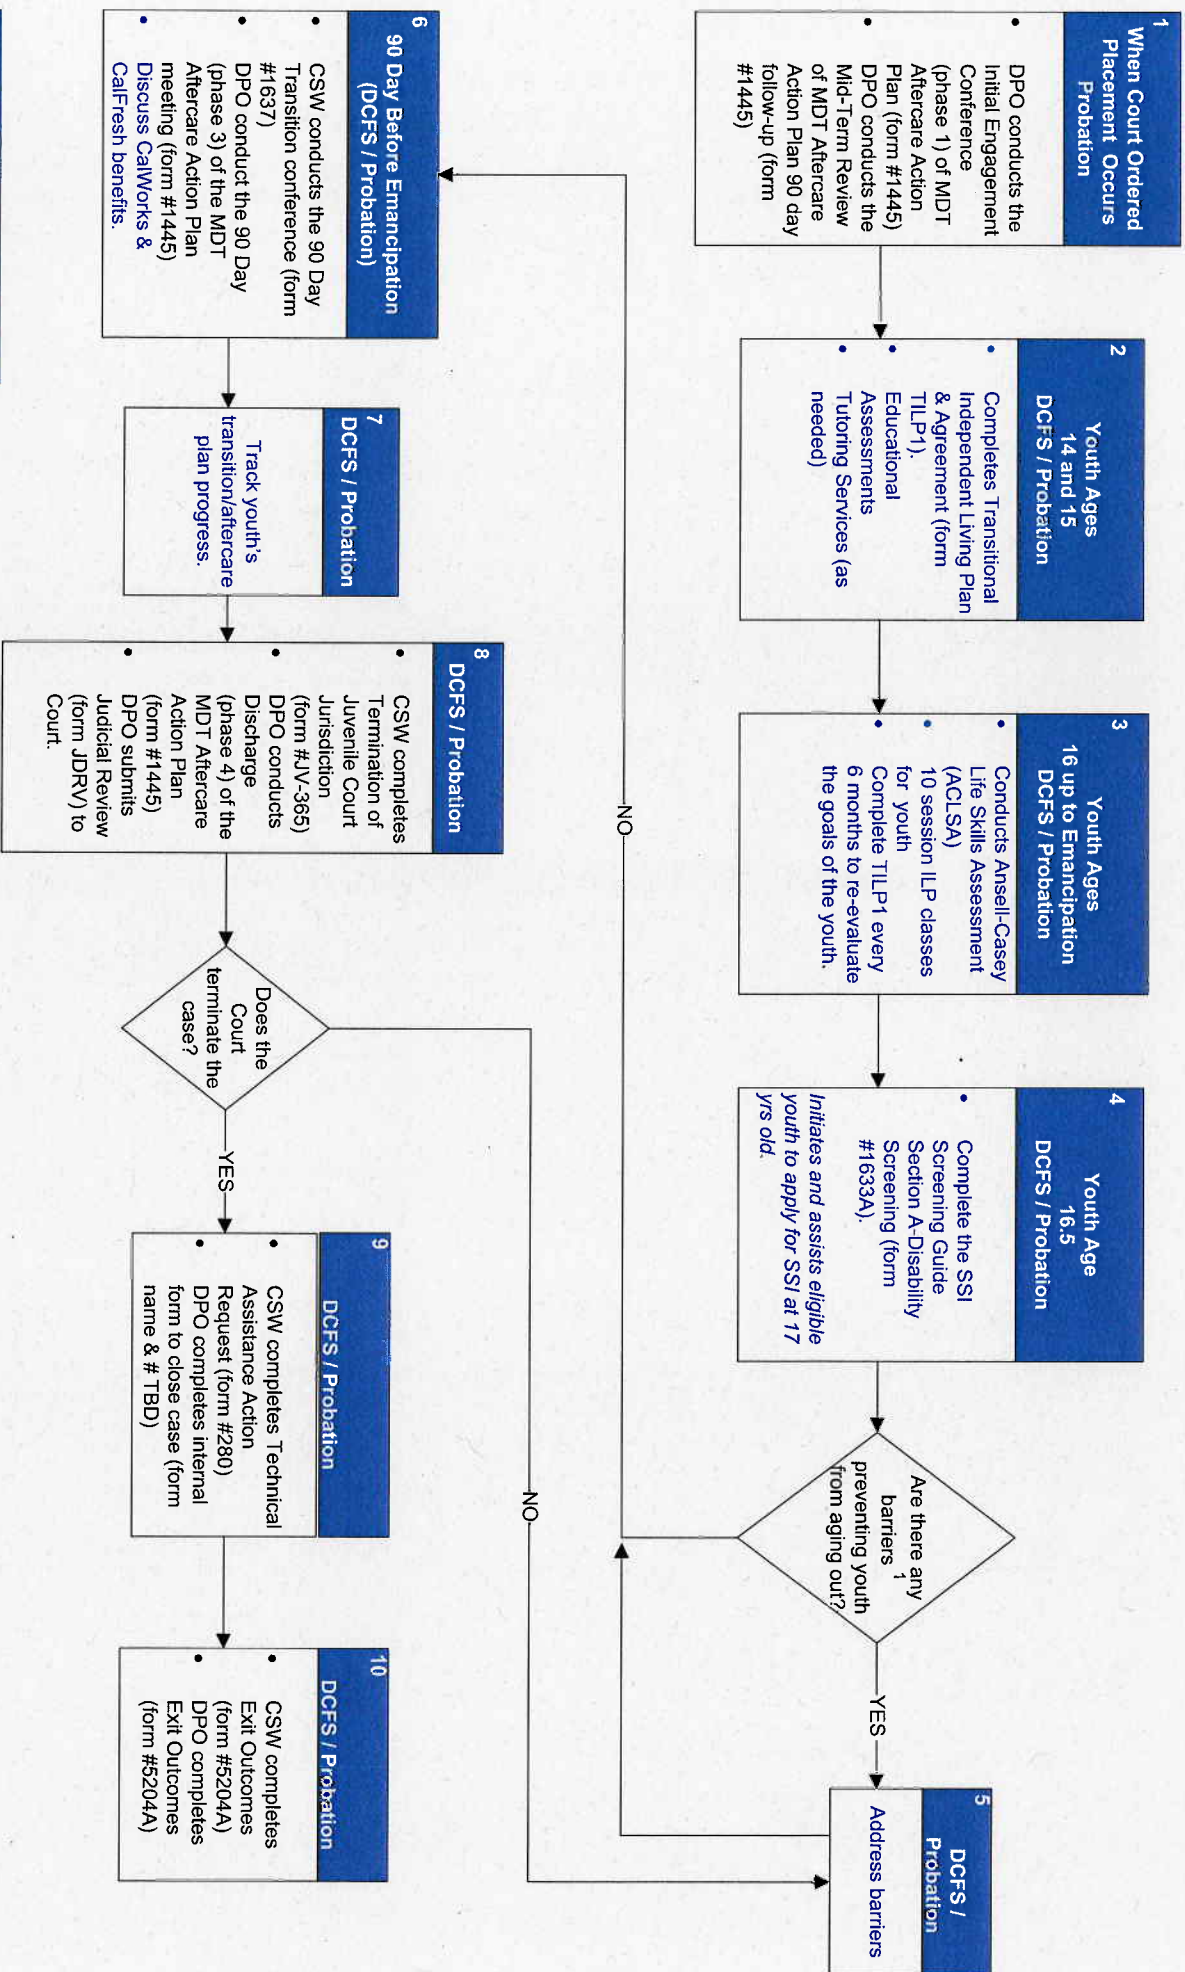 1
When Court Ordered
Placement Occurs
Probation
• DPO conducts the
Initial Engagement
Conference
(phase 1) of MDT
Aftercare Action
Plan (form #1445)
• DPO conducts the
Mid-Term Review
of MDT Aftercare
Action Plan 90 day
follow-up (form
#1445)
2
Youth Ages
14 and 15
DCFS / Probation
• Completes Transitional
Independent Living Plan
& Agreement (form
TILP1).
• Educational
Assessments
• Tutoring Services (as
needed)
3
Youth Ages
16 up to Emancipation
DCFS / Probation
• Conducts Ansell-Casey
Life Skills Assessment
(ACLSA)
• 10 session ILP classes
for youth
• Complete TILP1 every
6 months to re-evaluate
the goals of the youth.
4
Youth Age
16.5
DCFS / Probation
• Complete the SSI
Screening Guide
Section A-Disability
Screening (form
#1633A).
Initiates and assists eligible
youth to apply for SSI at 17
yrs old.
Are there any
barriers 1
preventing youth
from aging out?
YES
NO
5
DCFS /
Probation
Address barriers
6
90 Day Before Emancipation
(DCFS / Probation)
• CSW conducts the 90 Day
Transition conference (form
#1637)
• DPO conduct the 90 Day
(phase 3) of the MDT
Aftercare Action Plan
meeting (form #1445)
• Discuss CalWorks &
CalFresh benefits.
7
DCFS / Probation
Track youth's
transition/aftercare
plan progress.
8
DCFS / Probation
• CSW completes
Termination of
Juvenile Court
Jurisdiction
(form #JV-365)
• DPO conducts
Discharge
(phase 4) of the
MDT Aftercare
Action Plan
(form #1445)
• DPO submits
Judicial Review
(form JDRV) to
Court.
Does the
Court
terminate the
case?
YES
NO
9
DCFS / Probation
• CSW completes Technical
Assistance Action
Request (form #280)
• DPO completes internal
form to close case (form
name & # TBD)
10
DCFS / Probation
• CSW completes
Exit Outcomes
(form #5204A)
• DPO completes
Exit Outcomes
(form #5204A)